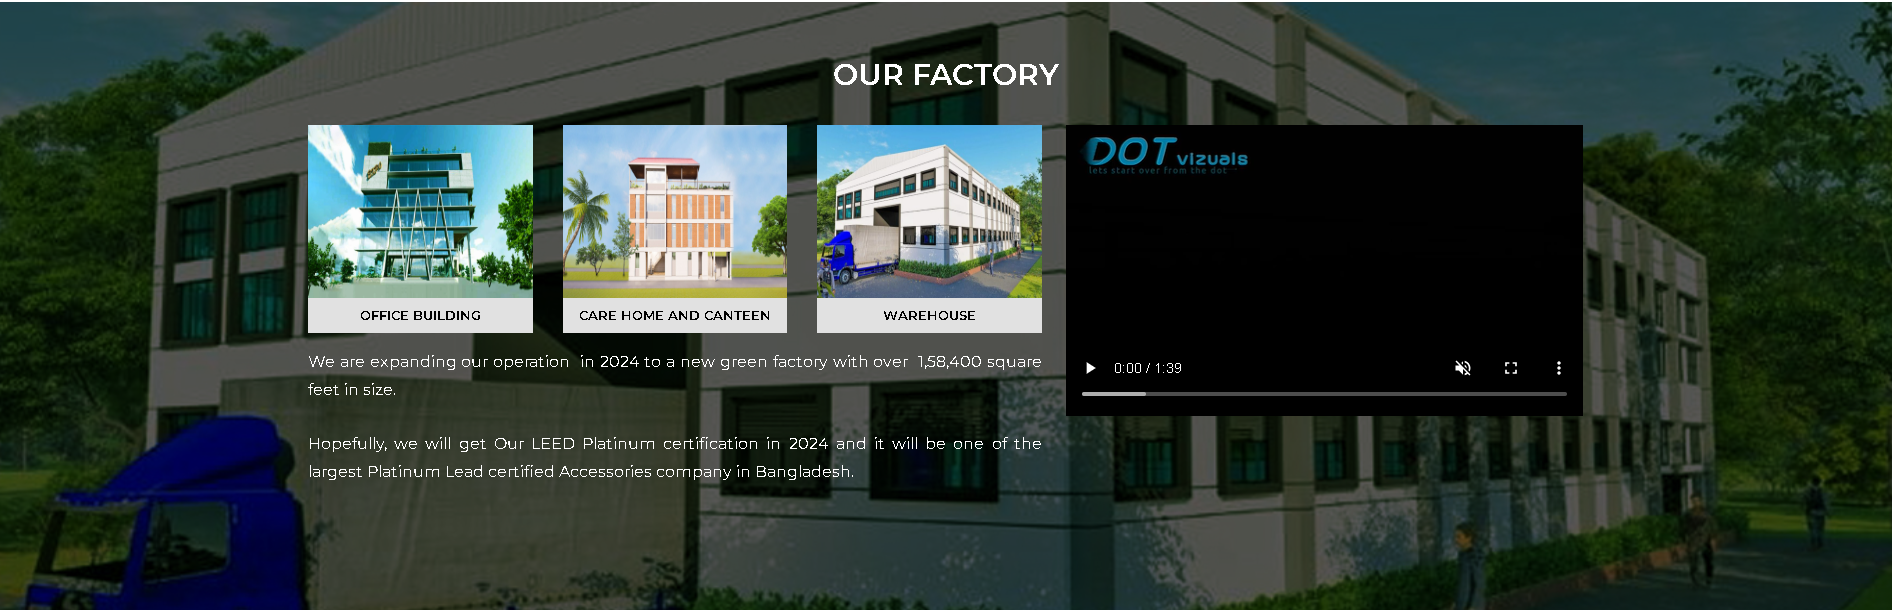 OUR FACTORY
OFFICE BUILDING
CARE HOME AND CANTEEN
WAREHOUSE
We are expanding our operation in 2024 to a new green factory with over 1,58,400 square
feet in size.
Hopefully, we will get Our LEED Platinum certification in 2024 and it will be one of the
largest Platinum Lead certified Accessories company in Bangladesh.
DOT vizuals
lets start over from the dot
0:00 / 1:39